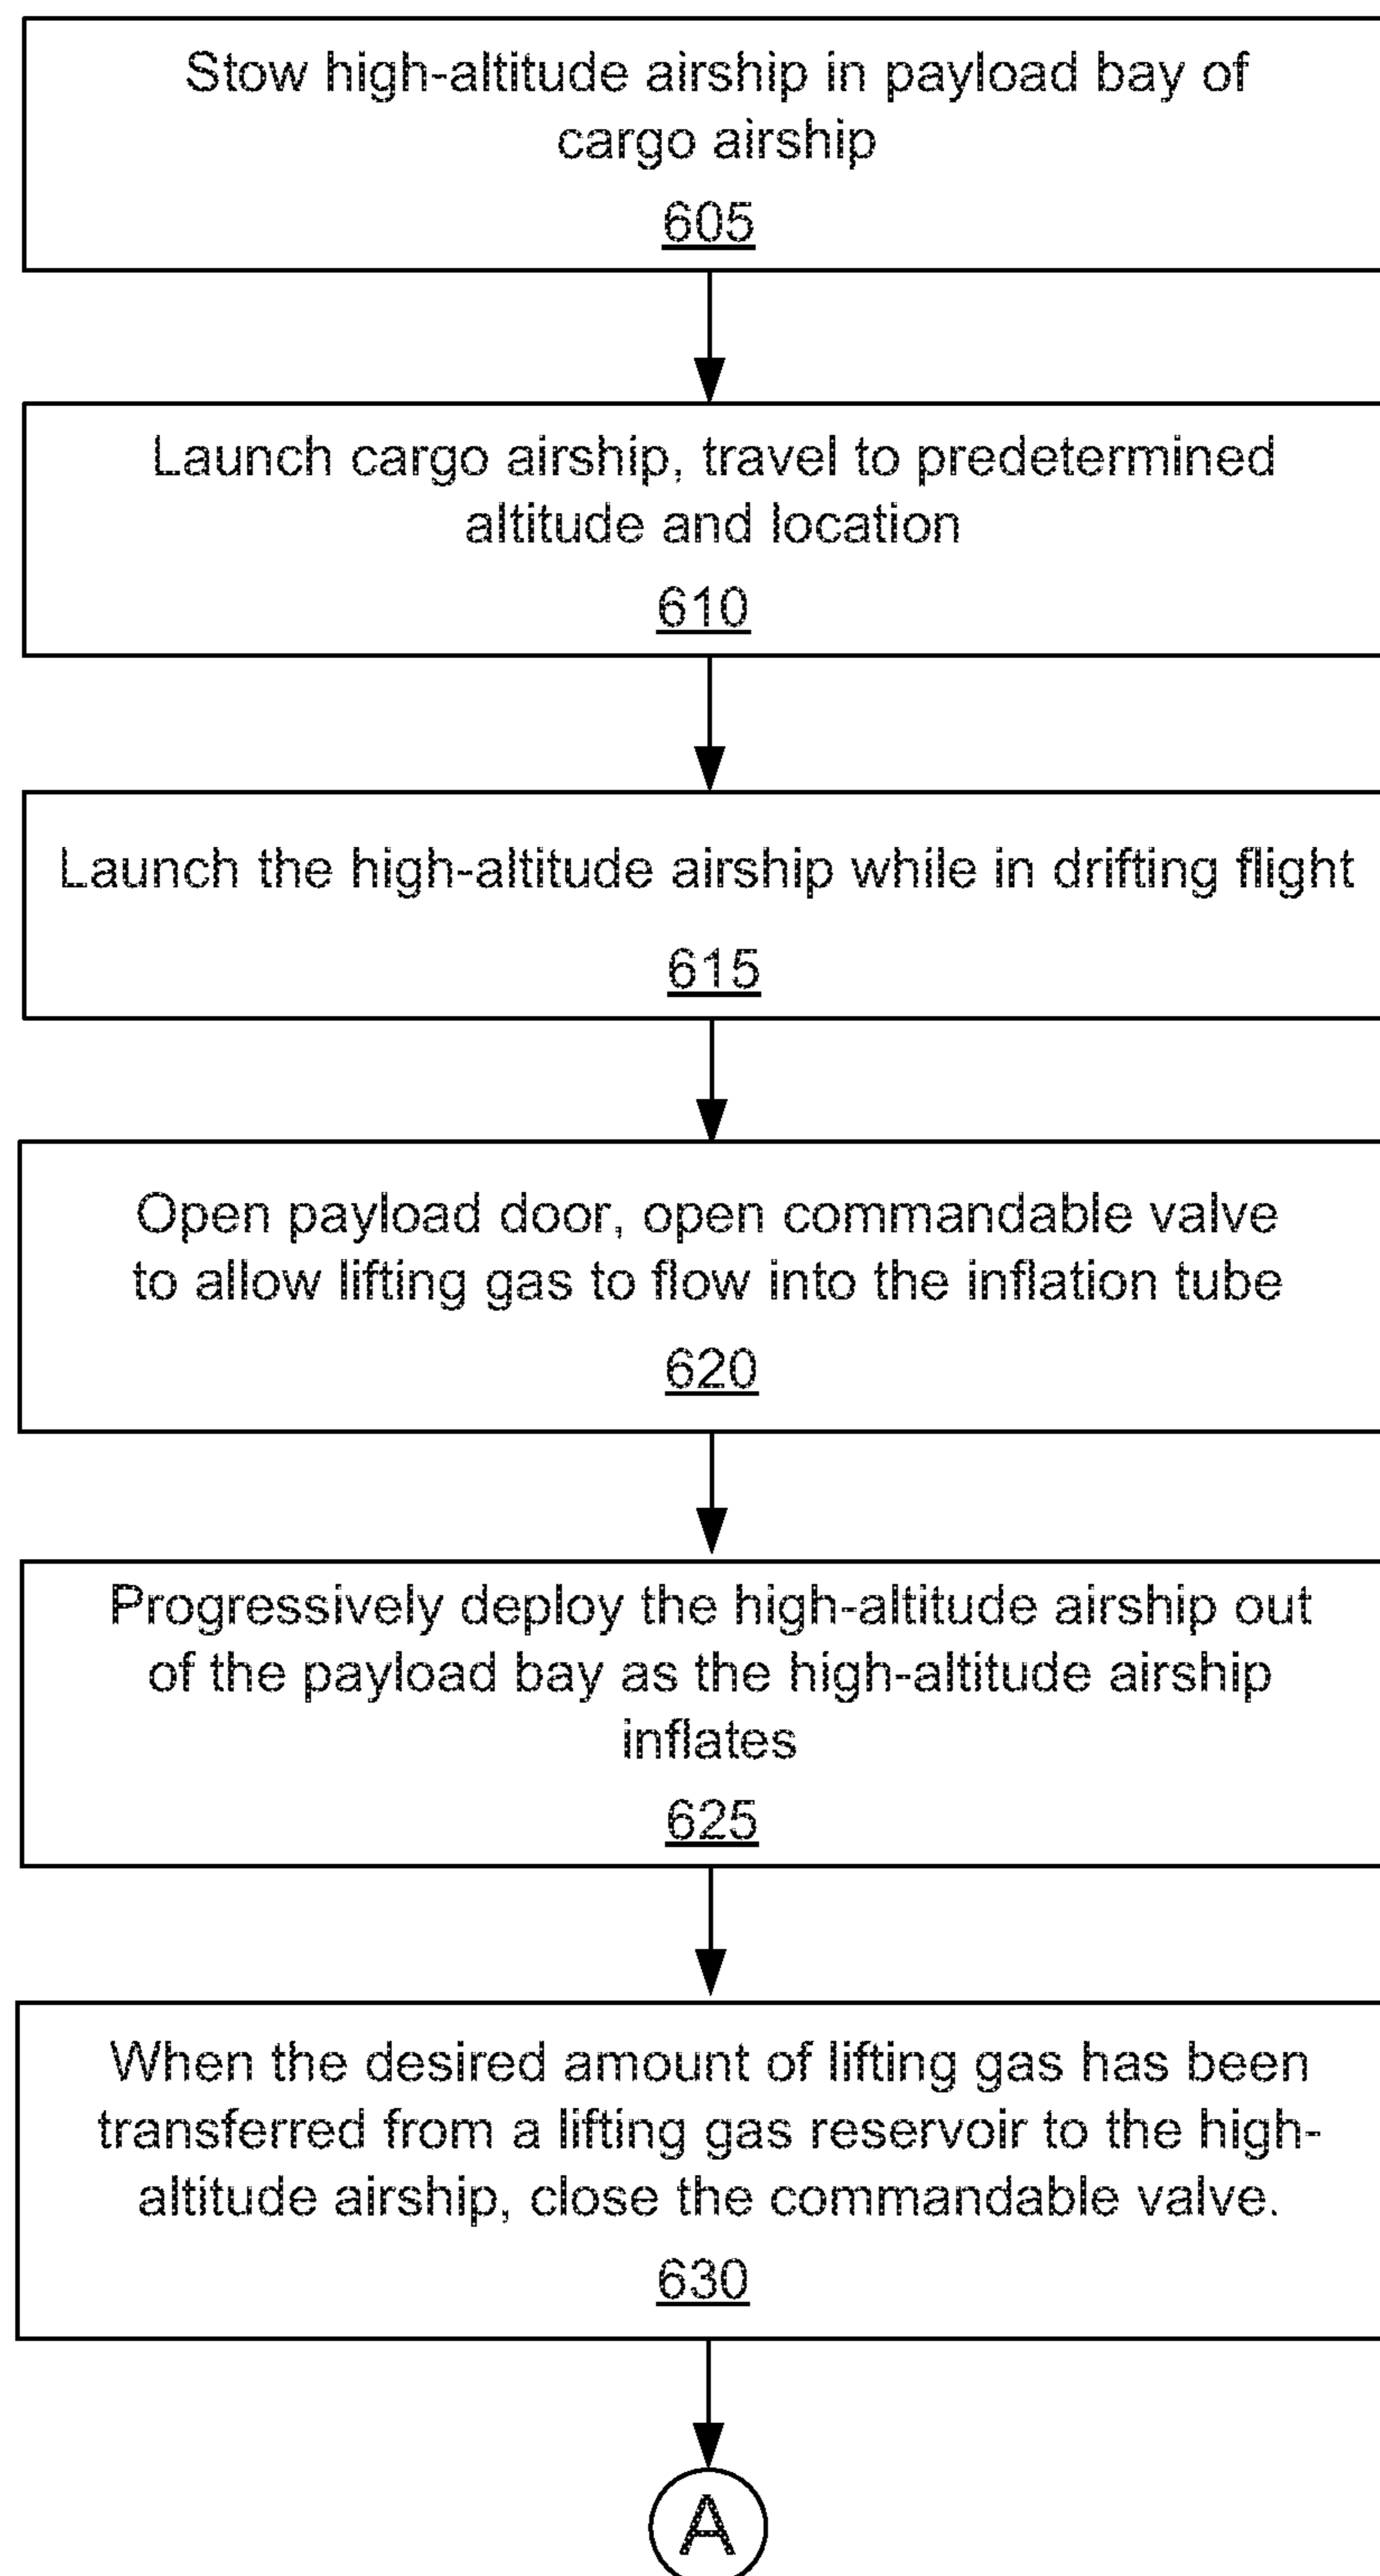 Stow high-altitude airship in payload bay of
cargo airship
605
Launch cargo airship, travel to predetermined
altitude and location
610
Launch the high-altitude airship while in drifting flight
615
Open payload door, open commandable valve
to allow lifting gas to flow into the inflation tube
620
Progressively deploy the high-altitude airship out
of the payload bay as the high-altitude airship
inflates
625
When the desired amount of lifting gas has been
transferred from a lifting gas reservoir to the high-
altitude airship, close the commandable valve.
630
A